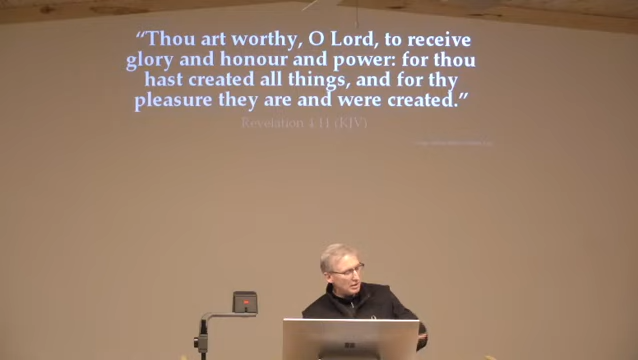 “Thou art worthy, O Lord, to receive
glory and honour and power: for thou
hast created all things, and for thy
pleasure they are and were created.”
Revelation 4:11 (KJV)